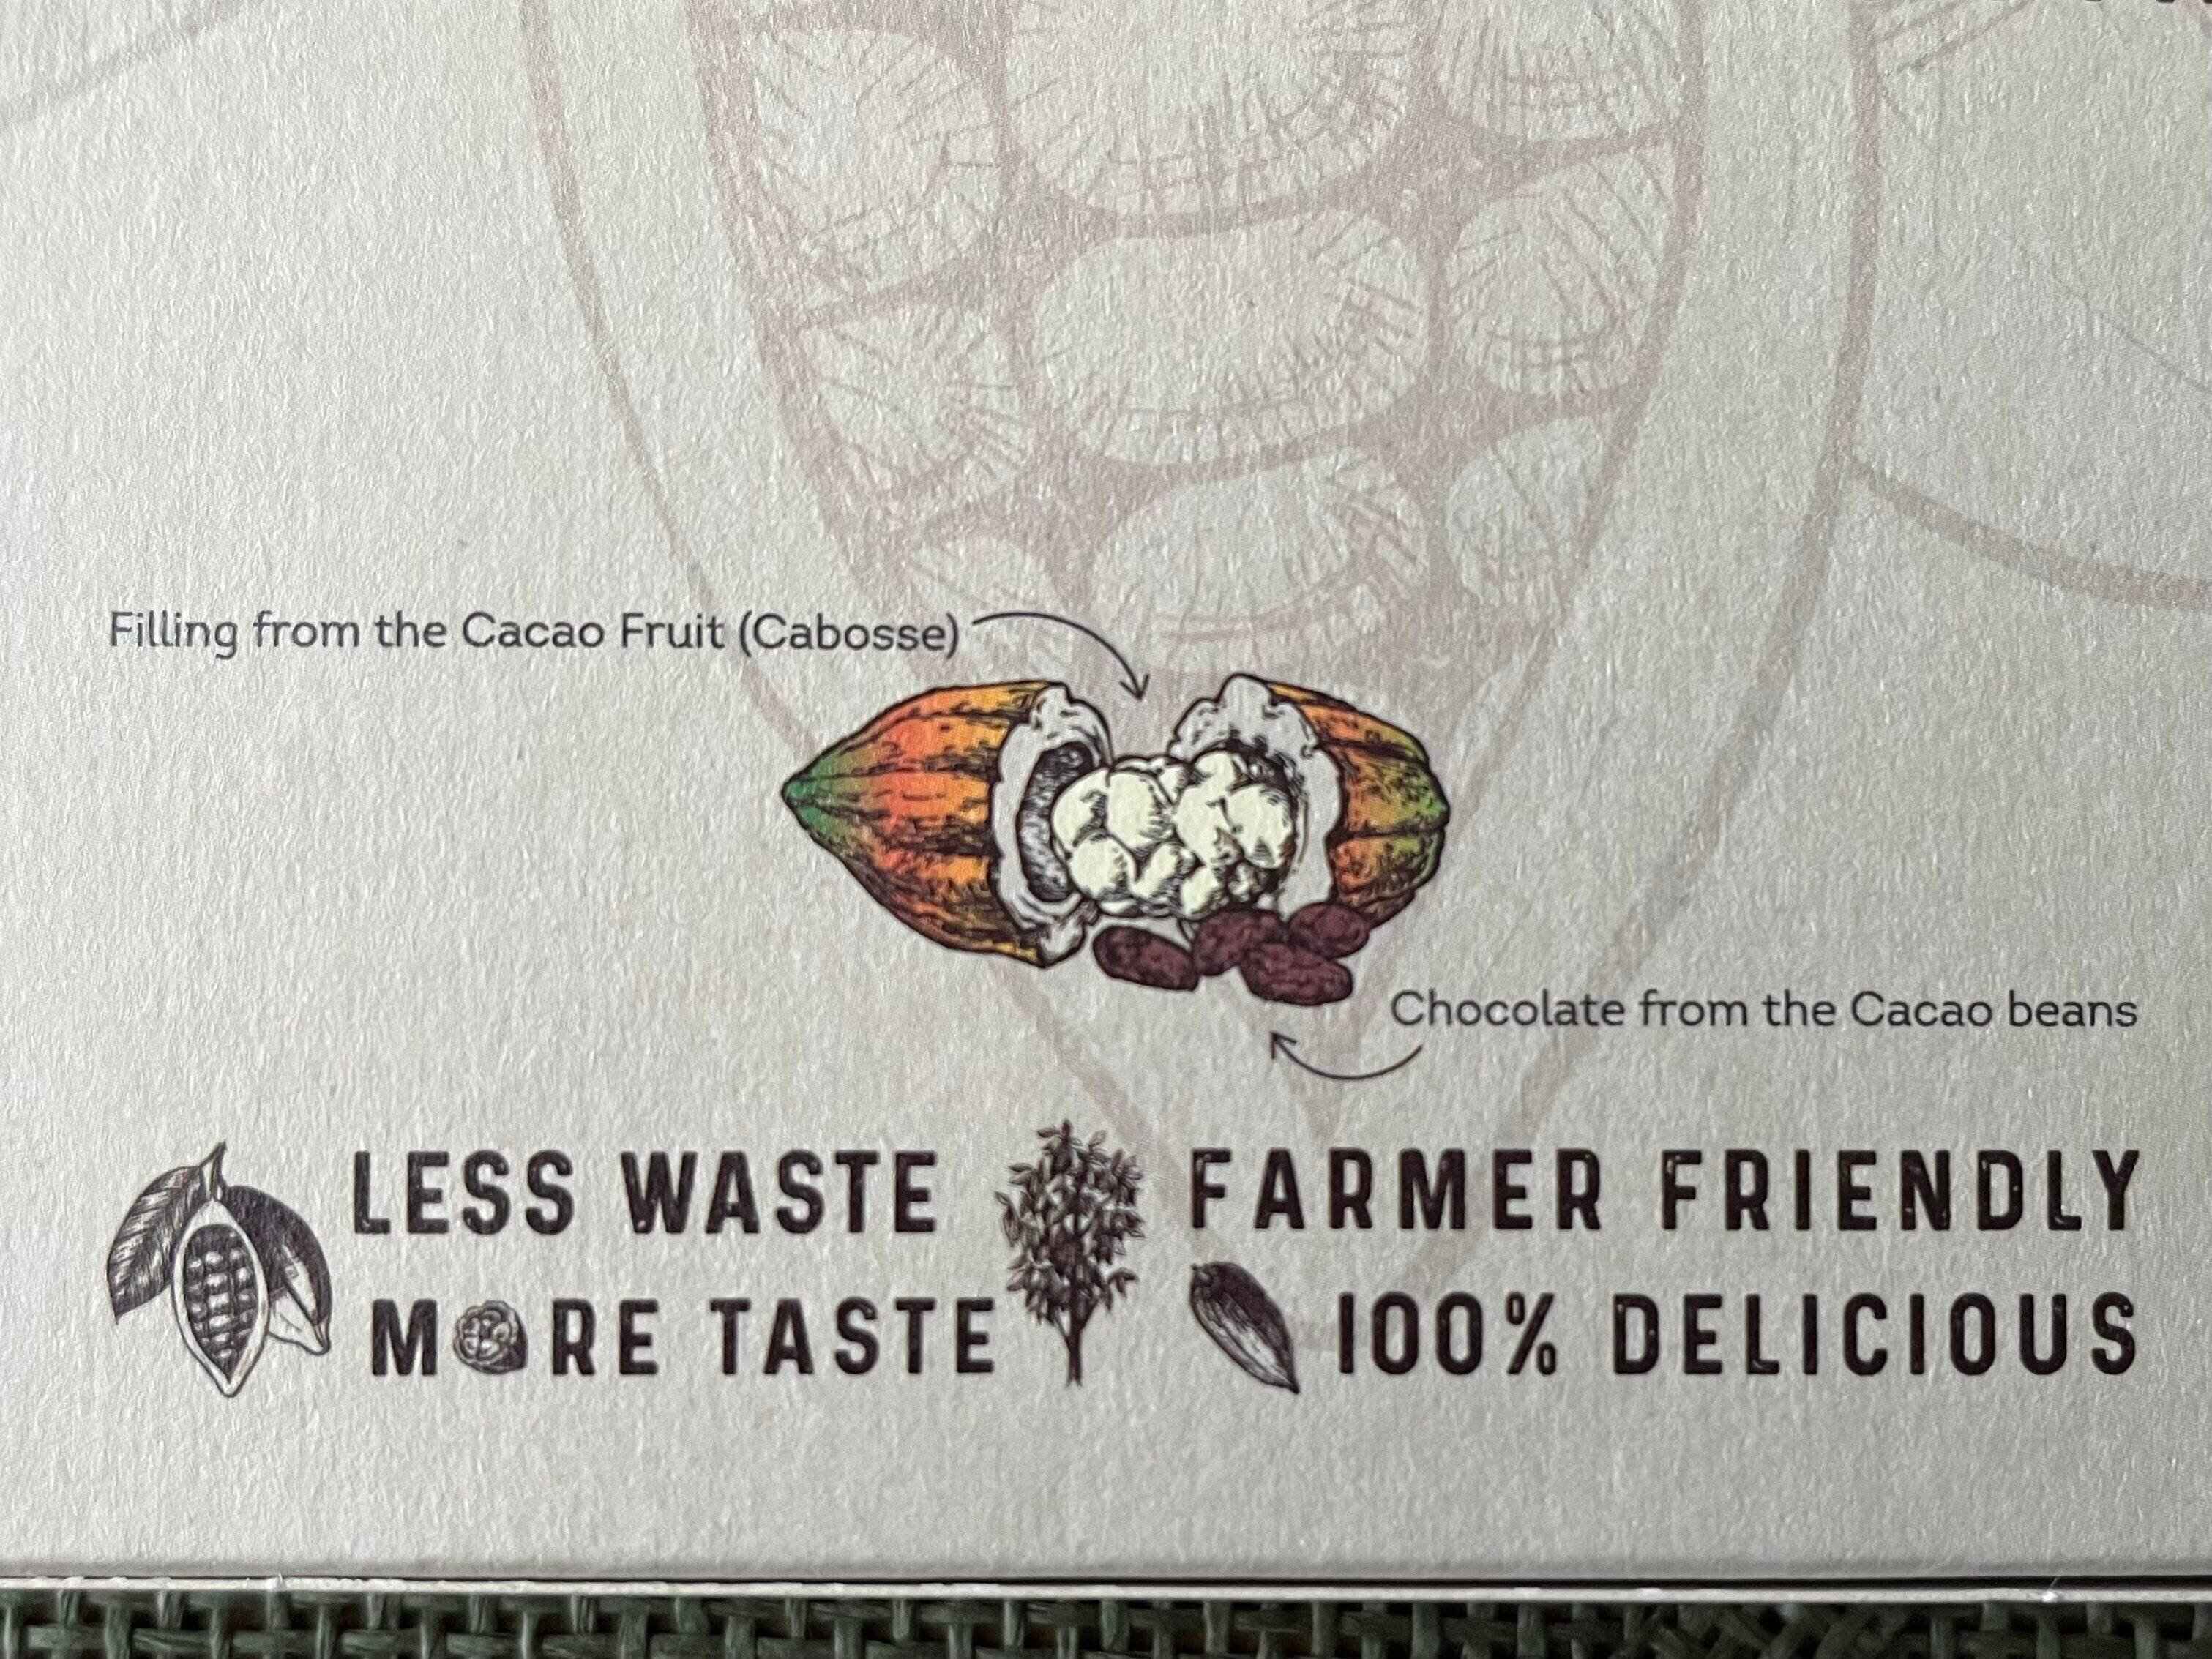 Filling from the Cacao Fruit (Cabosse)
Chocolate from the Cacao beans
LESS WASTE
MORE TASTE
FARMER FRIENDLY
100% DELICIOUS